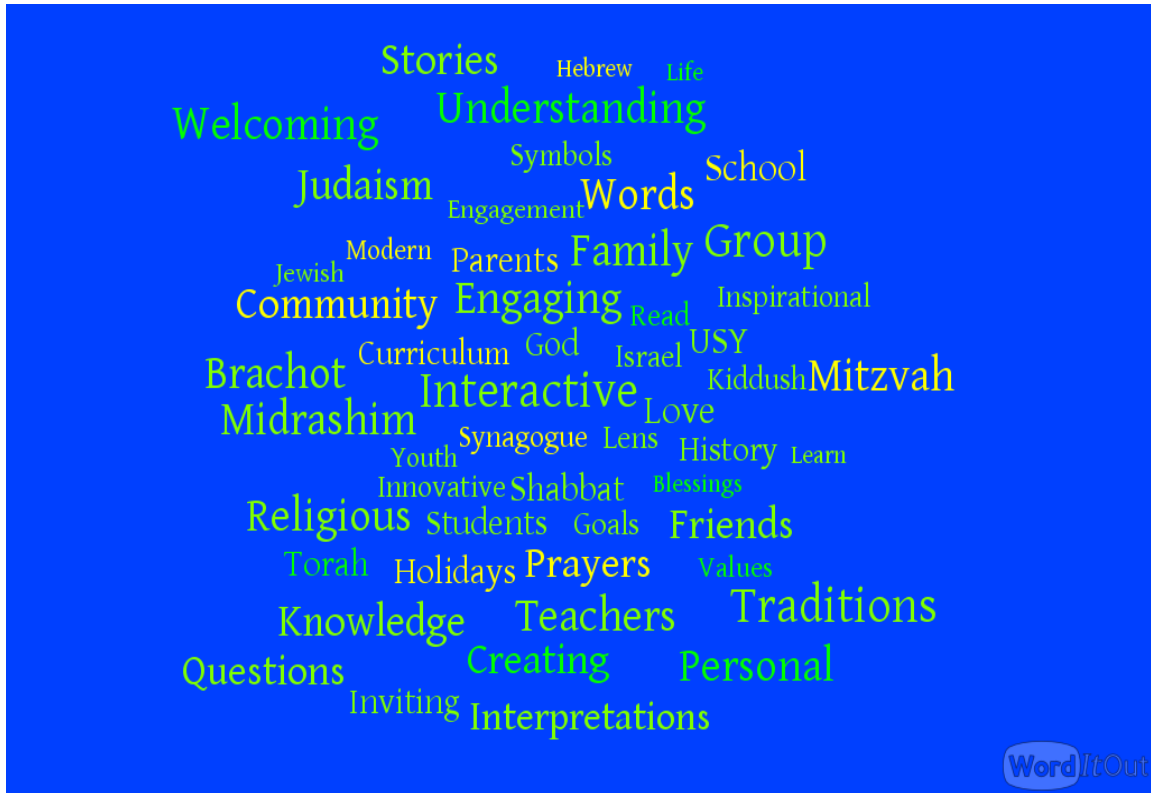 Stories Hebrew Life
Welcoming Understanding
Symbols School
Judaism Words
Engagement
Modern Parents Family Group
Jewish
Community Engaging Read Inspirational
Curriculum God Israel USY
Brachot Interactive Kiddush Mitzvah
Midrashim Love
Synagogue Lens History Learn
Youth
Innovative Shabbat Blessings
Religious Students Goals Friends
Torah Holidays Prayers Values
Knowledge Teachers Traditions
Questions Creating Personal
Inviting Interpretations
WordItOut